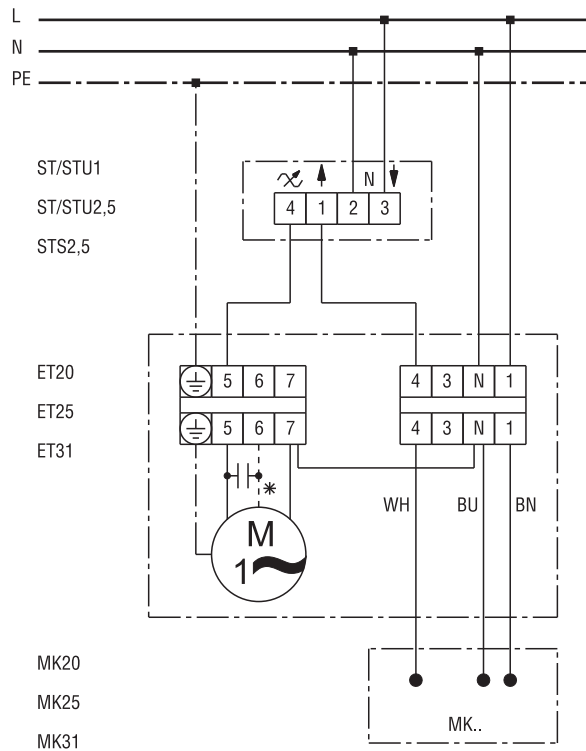 L
N
PE
ST/STU1
N
ST/STU2,5
4 1 2 3
STS2,5
ET20
5 6 7 4 3 N 1
ET25
5 6 7 4 3 N 1
ET31
*
WH BU BN
M
1
MK20
MK25
MK..
MK31